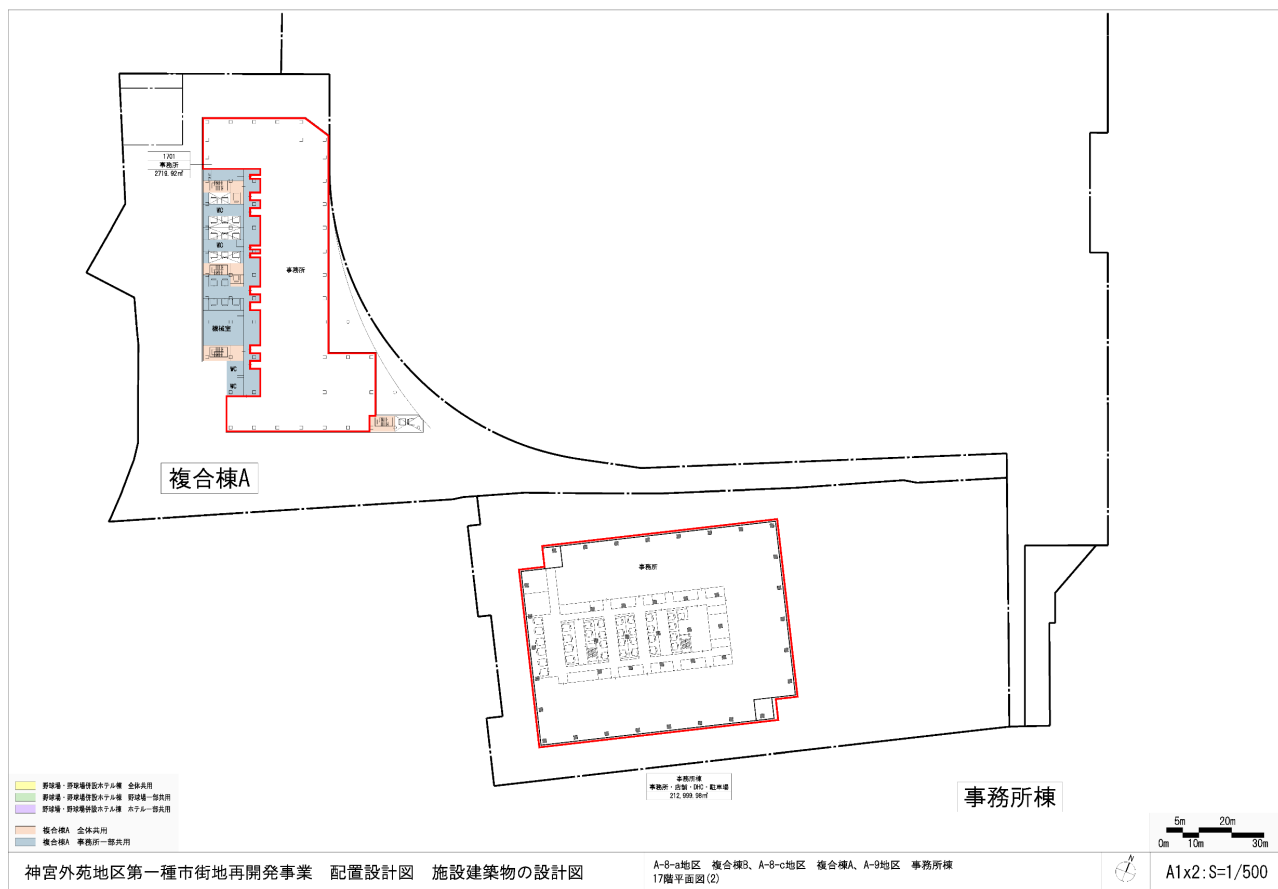 1701
事務所
2719.92㎡
WC
WC
事務所
機械室
WC
WC
複合棟A
事務所
事務所棟
事務所・店舗・DHC・駐車場
212,999.98㎡
事務所棟
野球場・野球場併設ホテル棟 全体共用
野球場・野球場併設ホテル棟 野球場一部共用
野球場・野球場併設ホテル棟 ホテル一部共用
複合棟A 全体共用
複合棟A 事務所一部共用
5m 20m
0m 10m 30m
神宮外苑地区第一種市街地再開発事業 配置設計図 施設建築物の設計図
A-8-a地区 複合棟B、A-8-c地区 複合棟A、A-9地区 事務所棟
17階平面図(2)
N
A1x2:S=1/500